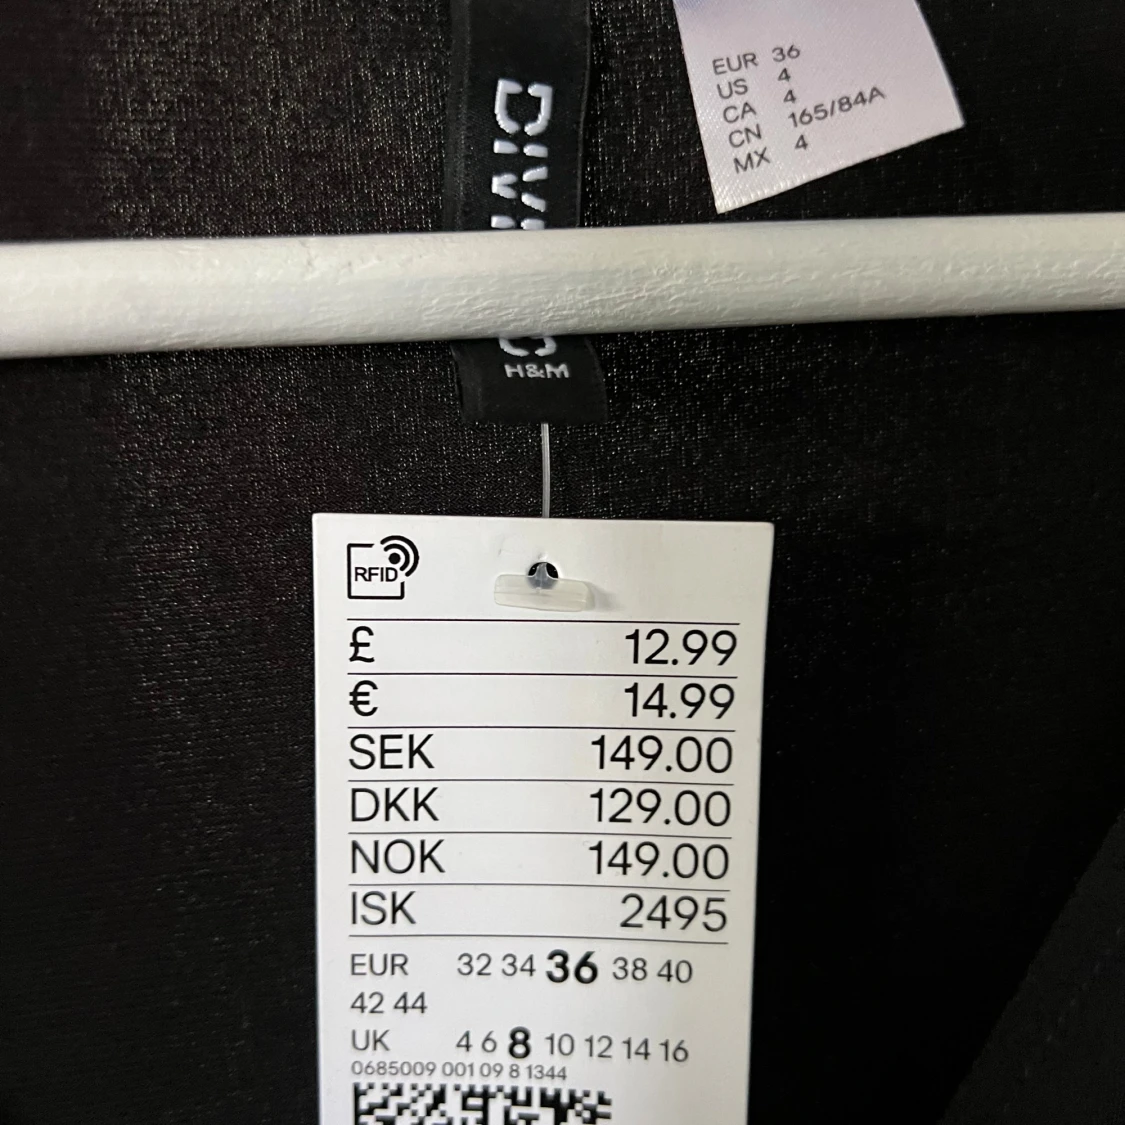 EUR 36
US 4
CA 4
CN 165/84A
MX 4
H&M
RFID
£ 12.99
€ 14.99
SEK 149.00
DKK 129.00
NOK 149.00
ISK 2495
EUR 32 34 36 38 40
42 44
UK 4 6 8 10 12 14 16
0685009 001 09 8 1344